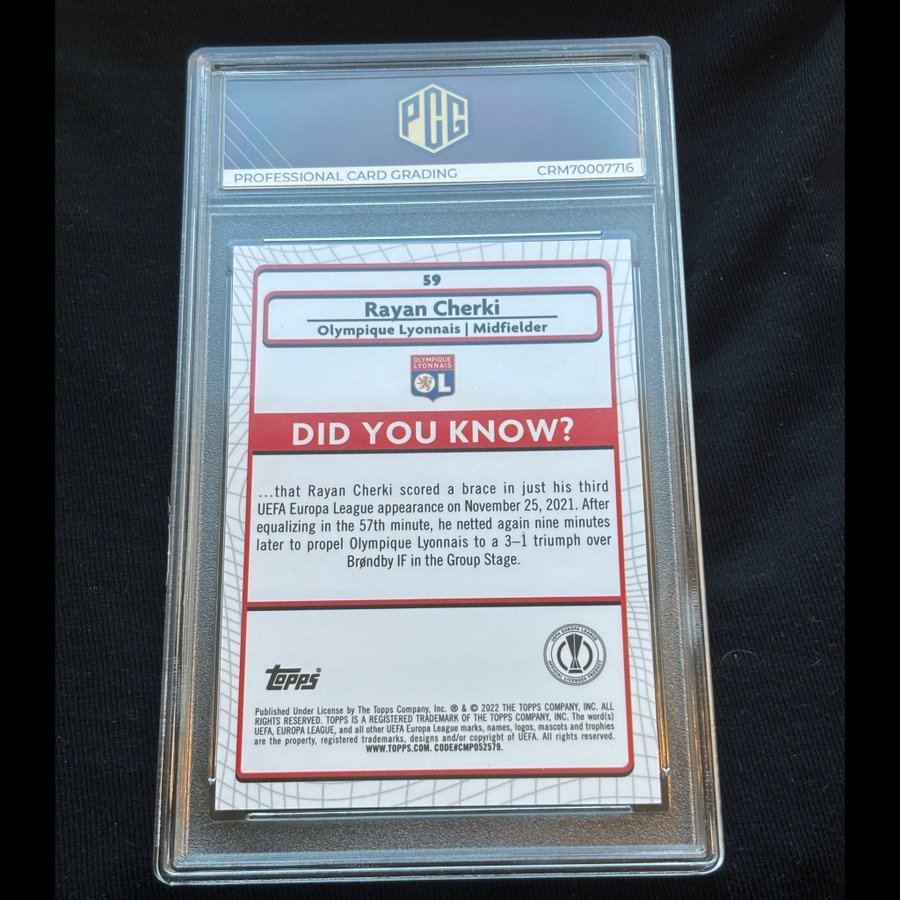 PCG
PROFESSIONAL CARD GRADING
CRM70007716
59
Rayan Cherki
Olympique Lyonnais | Midfielder
OLYMPIQUE
LYONNAIS
OL
DID YOU KNOW?
...that Rayan Cherki scored a brace in just his third
UEFA Europa League appearance on November 25, 2021. After
equalizing in the 57th minute, he netted again nine minutes
later to propel Olympique Lyonnais to a 3–1 triumph over
Brøndby IF in the Group Stage.
UEFA EUROPA LEAGUE
OFFICIAL LICENSED PRODUCT
Topps®
Published Under License by The Topps Company, Inc. ® & © 2022 THE TOPPS COMPANY, INC. ALL
RIGHTS RESERVED. TOPPS IS A REGISTERED TRADEMARK OF THE TOPPS COMPANY, INC. The word(s)
UEFA, EUROPA LEAGUE, and all other UEFA Europa League marks, names, logos, mascots and trophies
are the property, registered trademarks, designs and/or copyright of UEFA. All rights reserved.
WWW.TOPPS.COM. CODE#CMP052579.